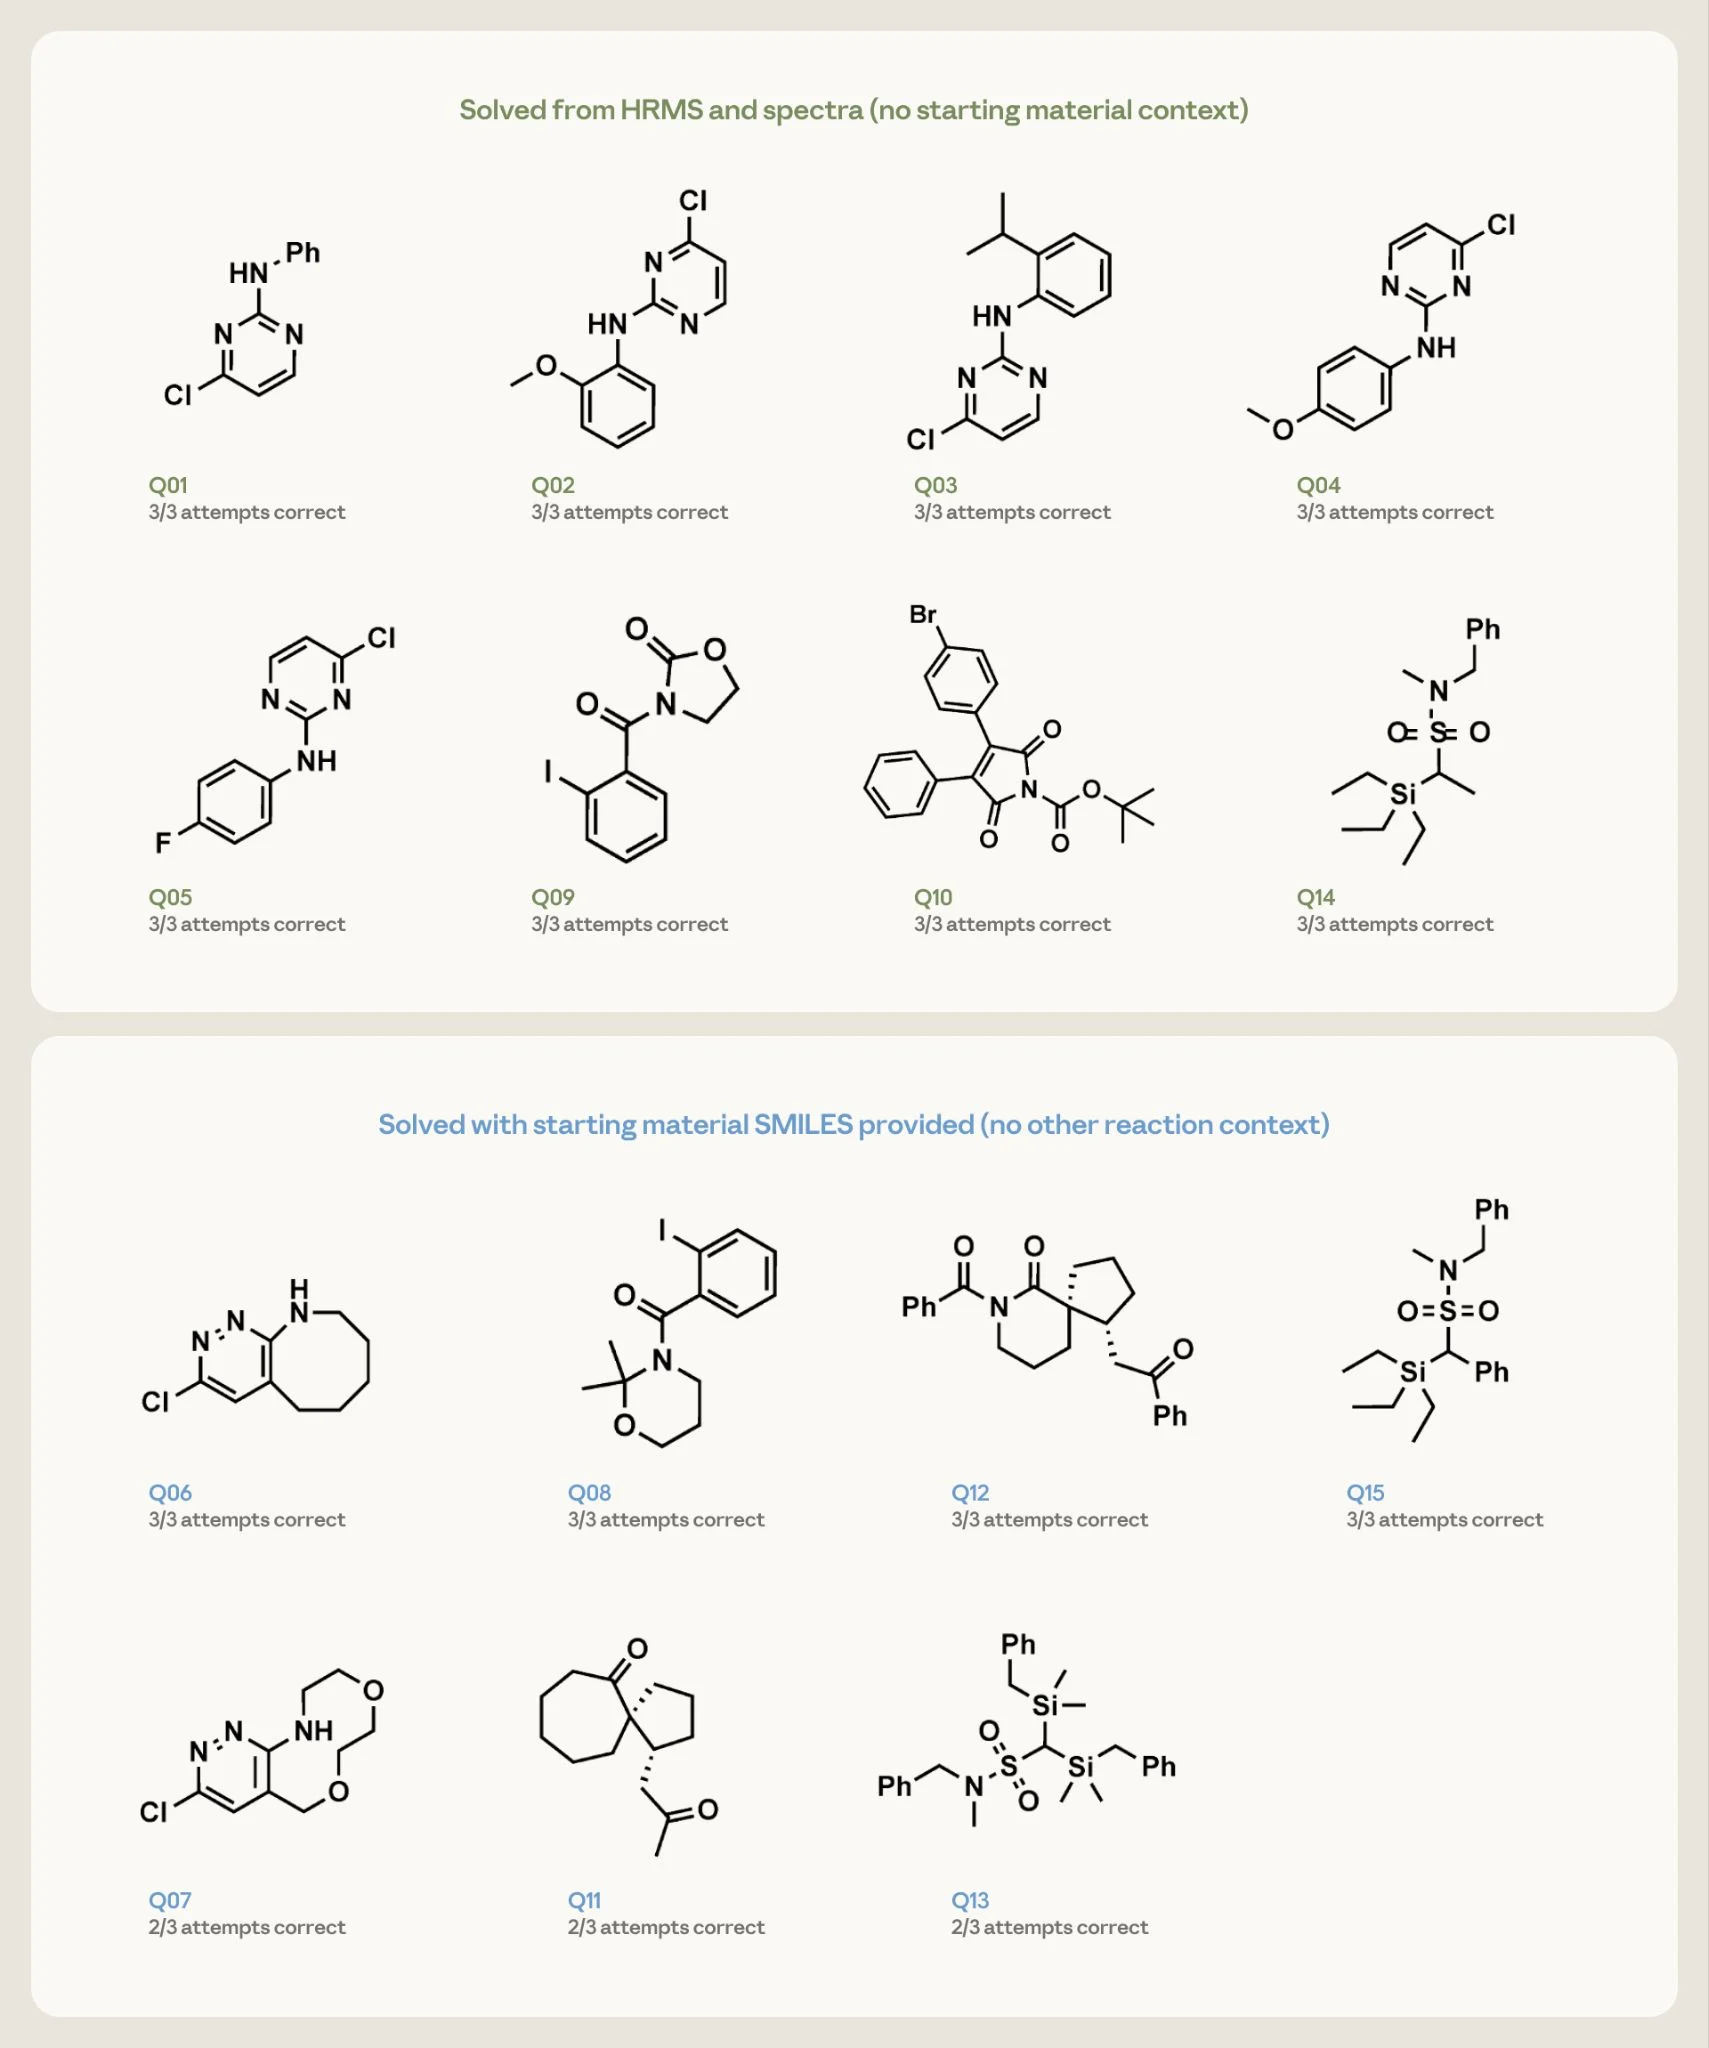 Solved from HRMS and spectra (no starting material context)
Ph
HN
N
N
Cl
Q01
3/3 attempts correct
Cl
N
HN
N
O
Q02
3/3 attempts correct
HN
N
N
Cl
Q03
3/3 attempts correct
Cl
N
N
NH
O
Q04
3/3 attempts correct
Cl
N
N
NH
F
Q05
3/3 attempts correct
O
O
O
N
I
Q09
3/3 attempts correct
Br
O
N
O
O
O
Q10
3/3 attempts correct
Ph
N
O=S=O
Si
Q14
3/3 attempts correct
Solved with starting material SMILES provided (no other reaction context)
H
N
N
N
Cl
Q06
3/3 attempts correct
I
O
N
O
Q08
3/3 attempts correct
O
O
Ph
N
O
Ph
Q12
3/3 attempts correct
Ph
N
O=S=O
Si
Ph
Q15
3/3 attempts correct
O
N
NH
N
O
Cl
Q07
2/3 attempts correct
O
O
Q11
2/3 attempts correct
Ph
Si
O
S
Si
Ph
Ph
N
O
Q13
2/3 attempts correct